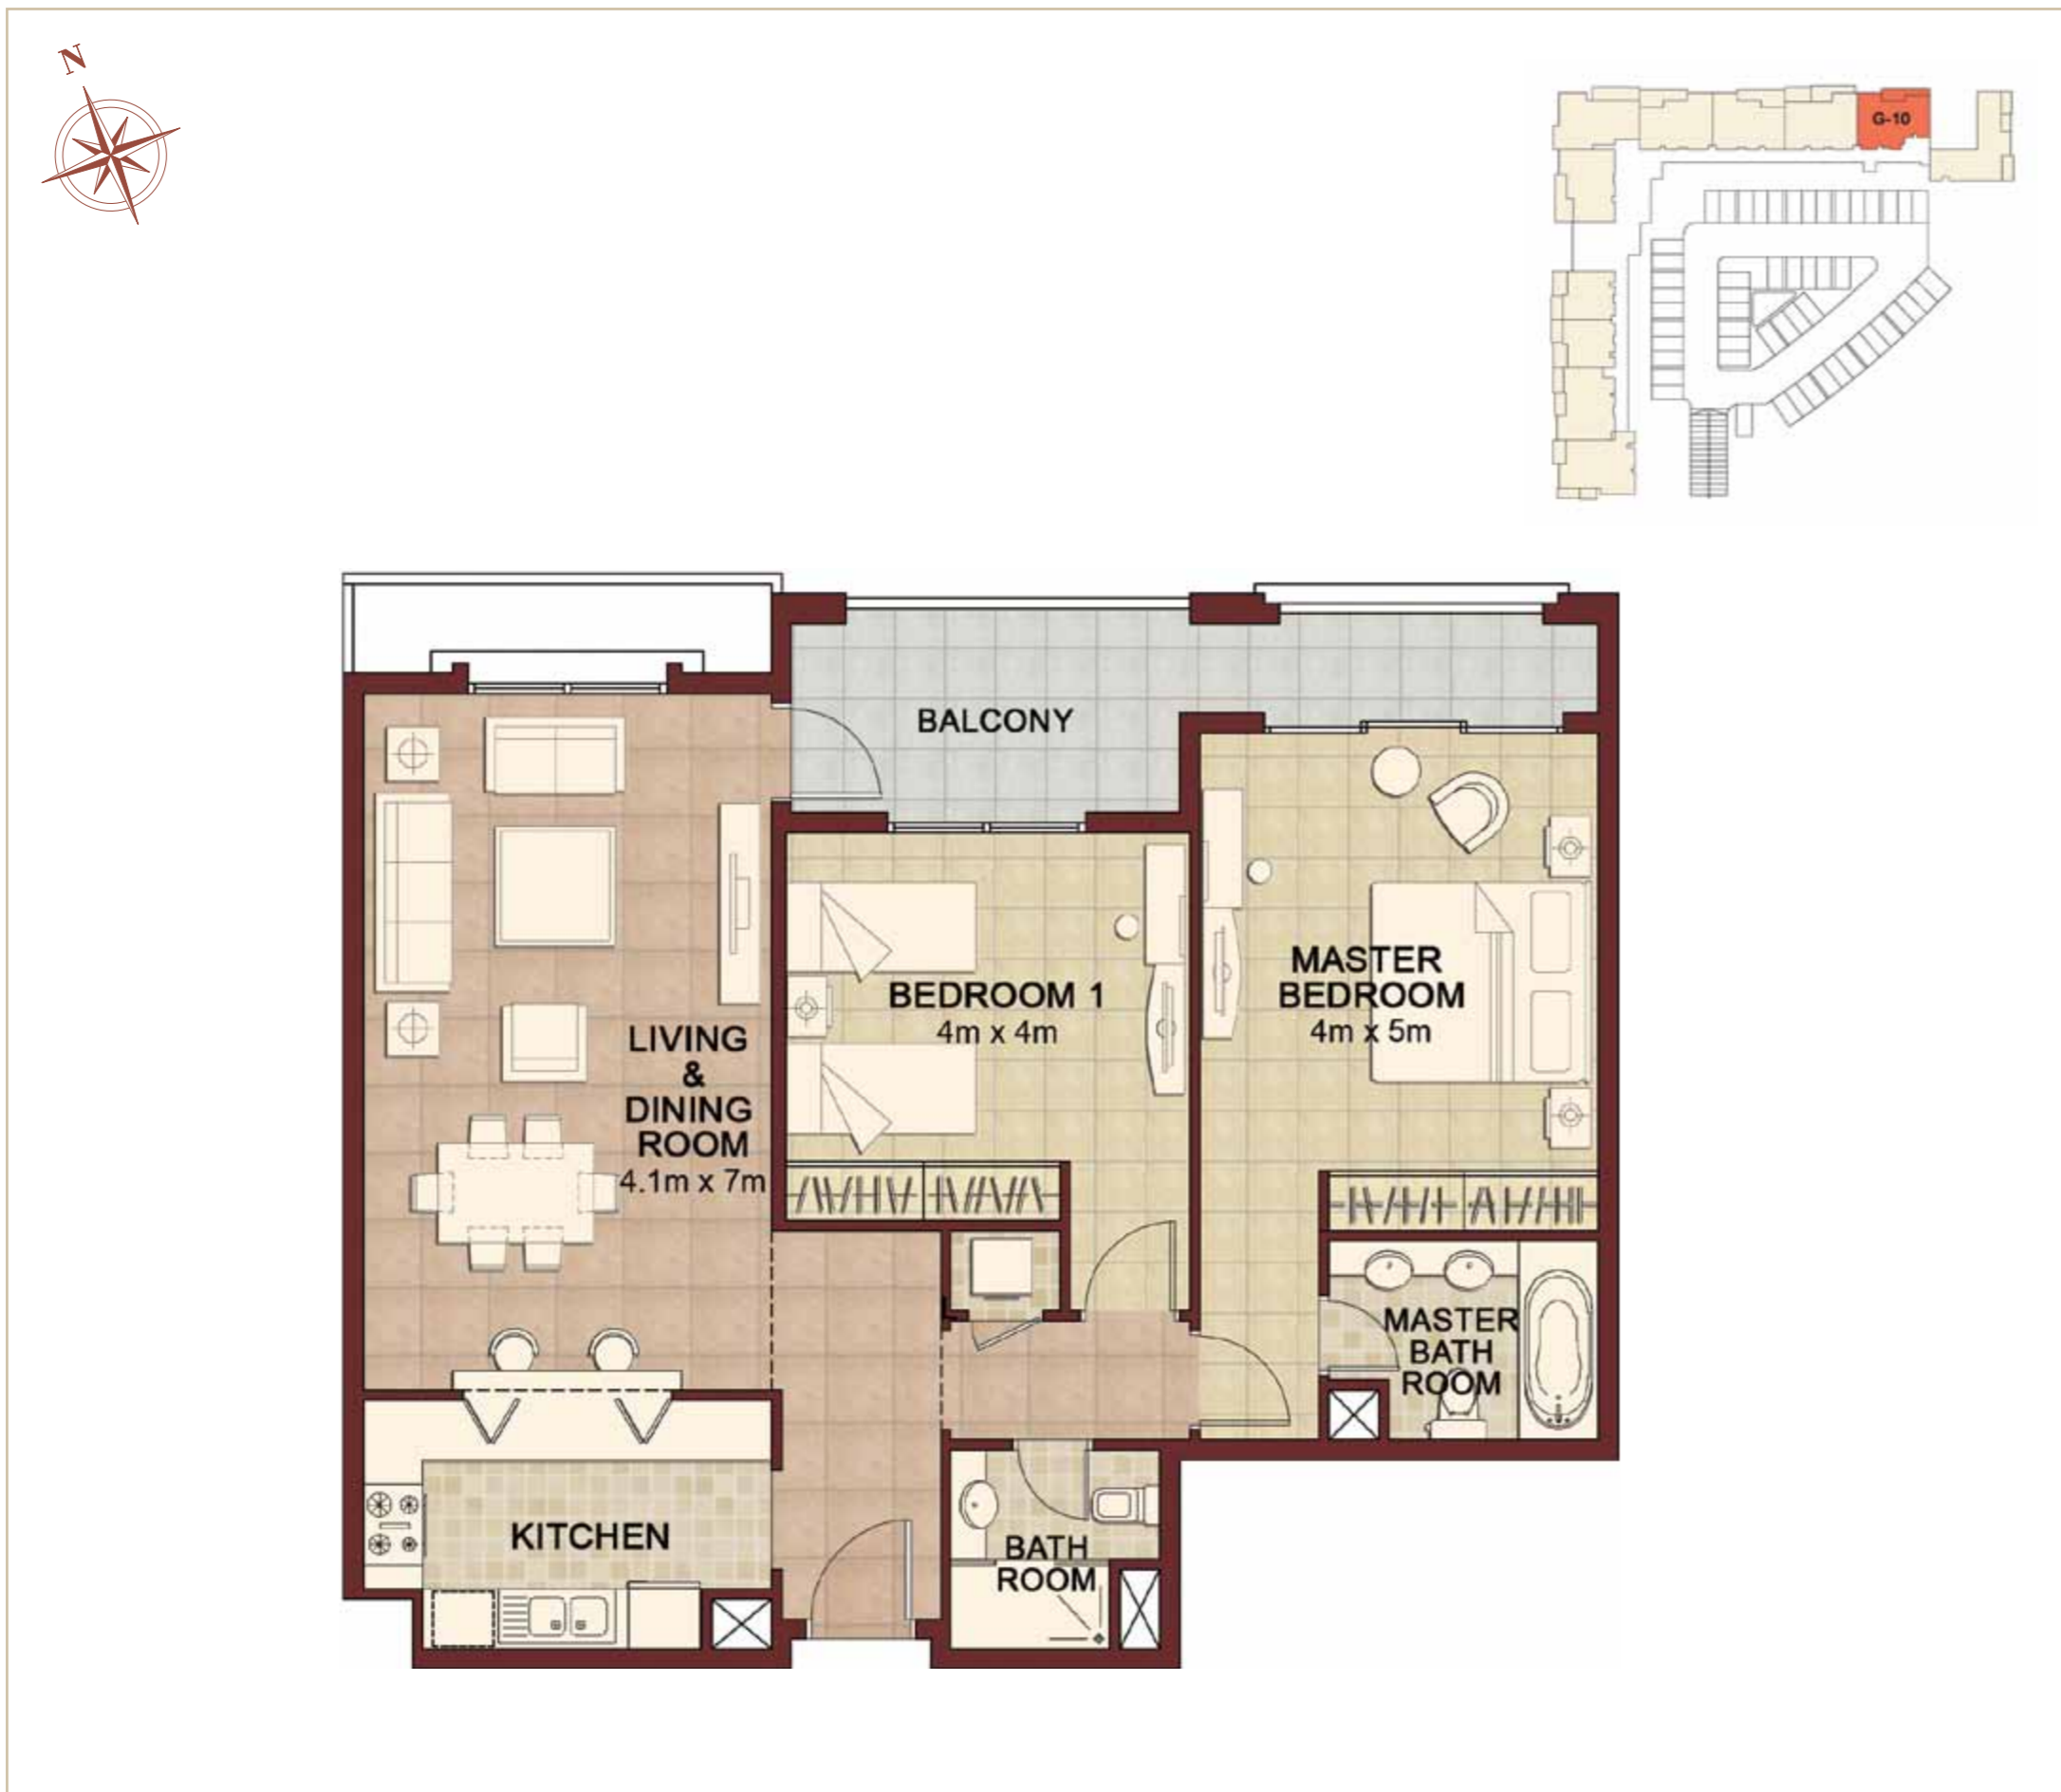 N
G-10
BALCONY
MASTER
BEDROOM
4m x 5m
BEDROOM 1
4m x 4m
LIVING
&
DINING
ROOM
4.1m x 7m
MASTER
BATH
ROOM
KITCHEN
BATH
ROOM